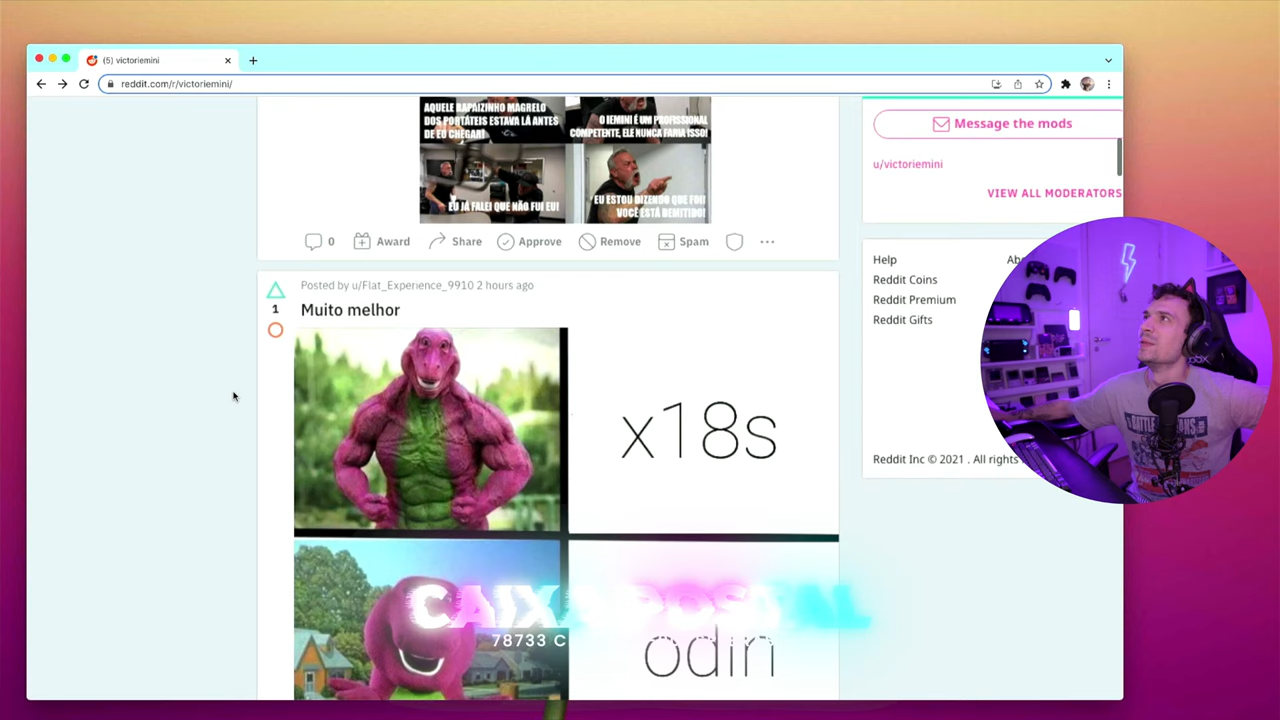 (5) victoriemini
reddit.com/r/victoriemini/
AQUELE RAPAIZINHO MAGRELO
DOS PORTÁTEIS ESTAVA LÁ ANTES
DE EU CHEGAR!
O IEMINI É UM PROFISSIONAL
COMPETENTE, ELE NUNCA FARIA ISSO!
EU JÁ FALEI QUE NÃO FUI EU!
EU ESTOU DIZENDO QUE FOI!
VOCÊ ESTÁ DEMITIDO!
0 Award Share Approve Remove Spam
Posted by u/Flat_Experience_9910 2 hours ago
1
Muito melhor
x18s
odin
CAIXA POSTAL
78733 C
Message the mods
u/victoriemini
VIEW ALL MODERATORS
Help
Reddit Coins
Reddit Premium
Reddit Gifts
Reddit Inc © 2021 . All rights